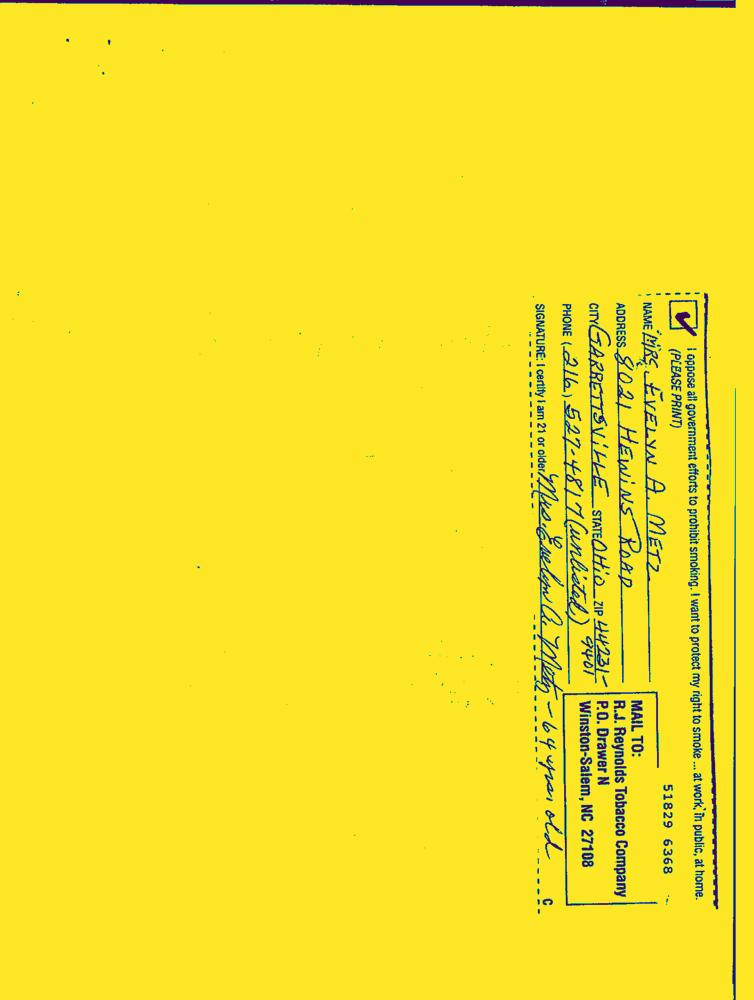 I oppose all government efforts to prohibit smoking. I want to protect my right to smoke ... at work, in public, at home.
(PLEASE PRINT)
51829 6368
NAME MRS. EVELYN A. METZ
ADDRESS 8021 HEWINS ROAD
CITY GARRETTSVILLE STATE OHIO ZIP 44231-
9401
PHONE (216) 527-4817 (unlisted)
SIGNATURE: I certify I am 21 or older Mrs. Evelyn A. Metz - 64 years old
MAIL TO:
R.J. Reynolds Tobacco Company
P.O. Drawer N
Winston-Salem, NC 27108
C